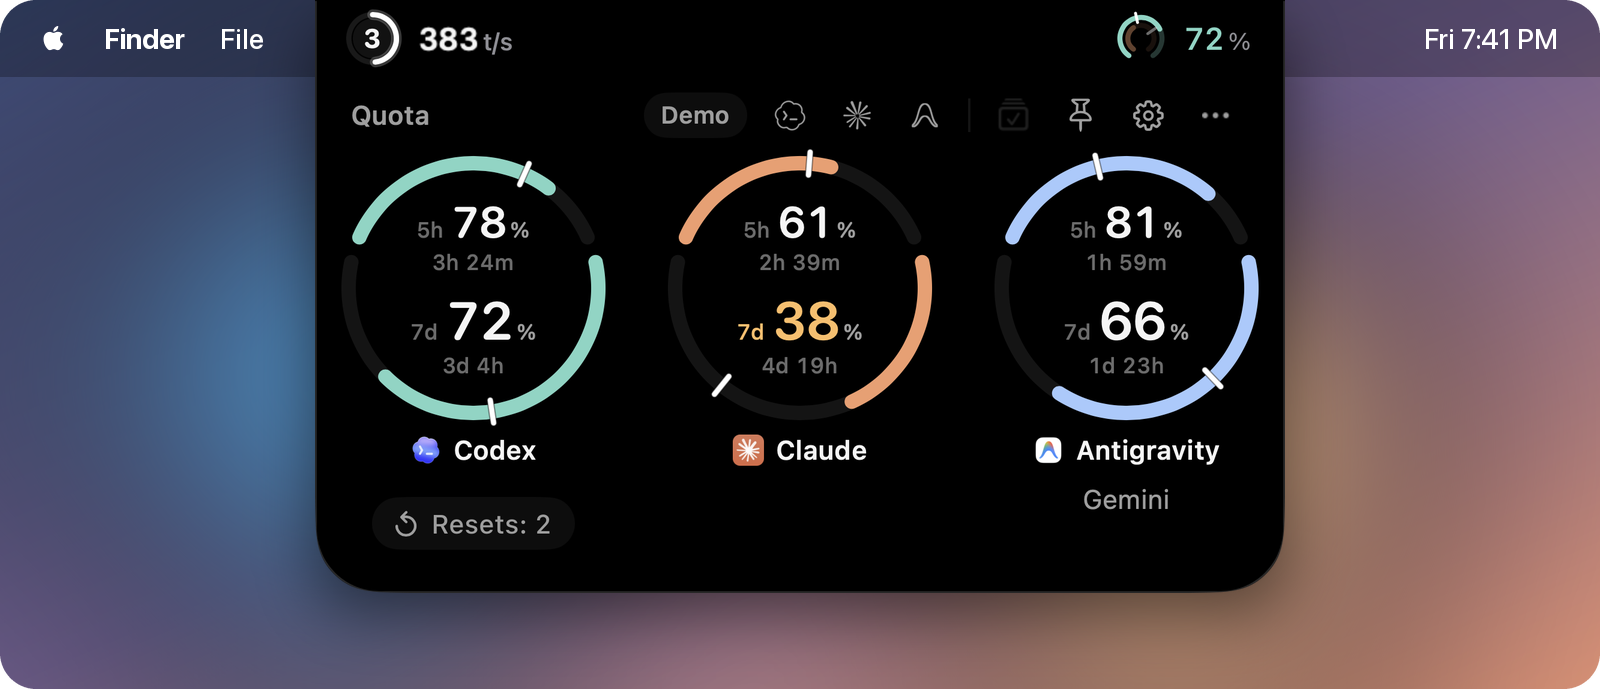 Finder File
3 383 t/s
72 %
Fri 7:41 PM
Quota
Demo
5h 78 %
3h 24m
7d 72 %
3d 4h
Codex
Resets: 2
5h 61 %
2h 39m
7d 38 %
4d 19h
Claude
5h 81 %
1h 59m
7d 66 %
1d 23h
Antigravity
Gemini